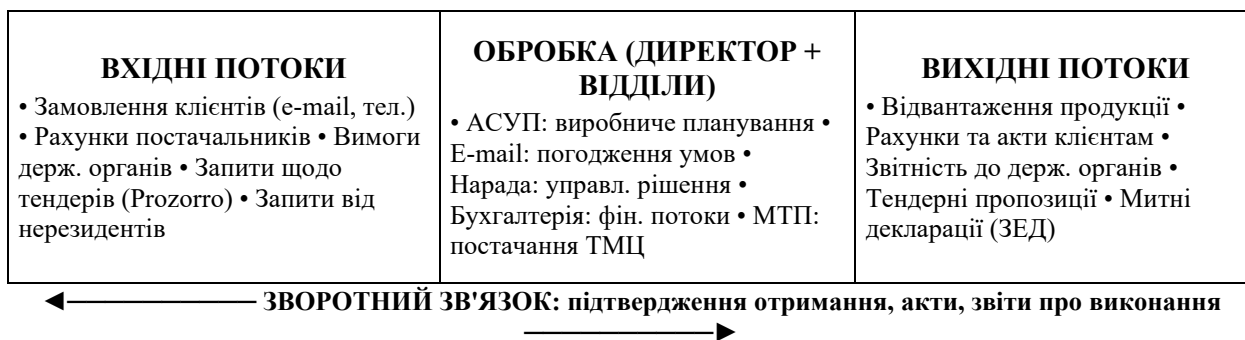 ВХІДНІ ПОТОКИ
• Замовлення клієнтів (e-mail, тел.)
• Рахунки постачальників • Вимоги
держ. органів • Запити щодо
тендерів (Prozorro) • Запити від
нерезидентів
ОБРОБКА (ДИРЕКТОР +
ВІДДІЛИ)
• АСУП: виробниче планування •
E-mail: погодження умов •
Нарада: управл. рішення •
Бухгалтерія: фін. потоки • МТП:
постачання ТМЦ
ВИХІДНІ ПОТОКИ
• Відвантаження продукції •
Рахунки та акти клієнтам •
Звітність до держ. органів •
Тендерні пропозиції • Митні
декларації (ЗЕД)
◄────────── ЗВОРОТНИЙ ЗВ'ЯЗОК: підтвердження отримання, акти, звіти про виконання
──────────►